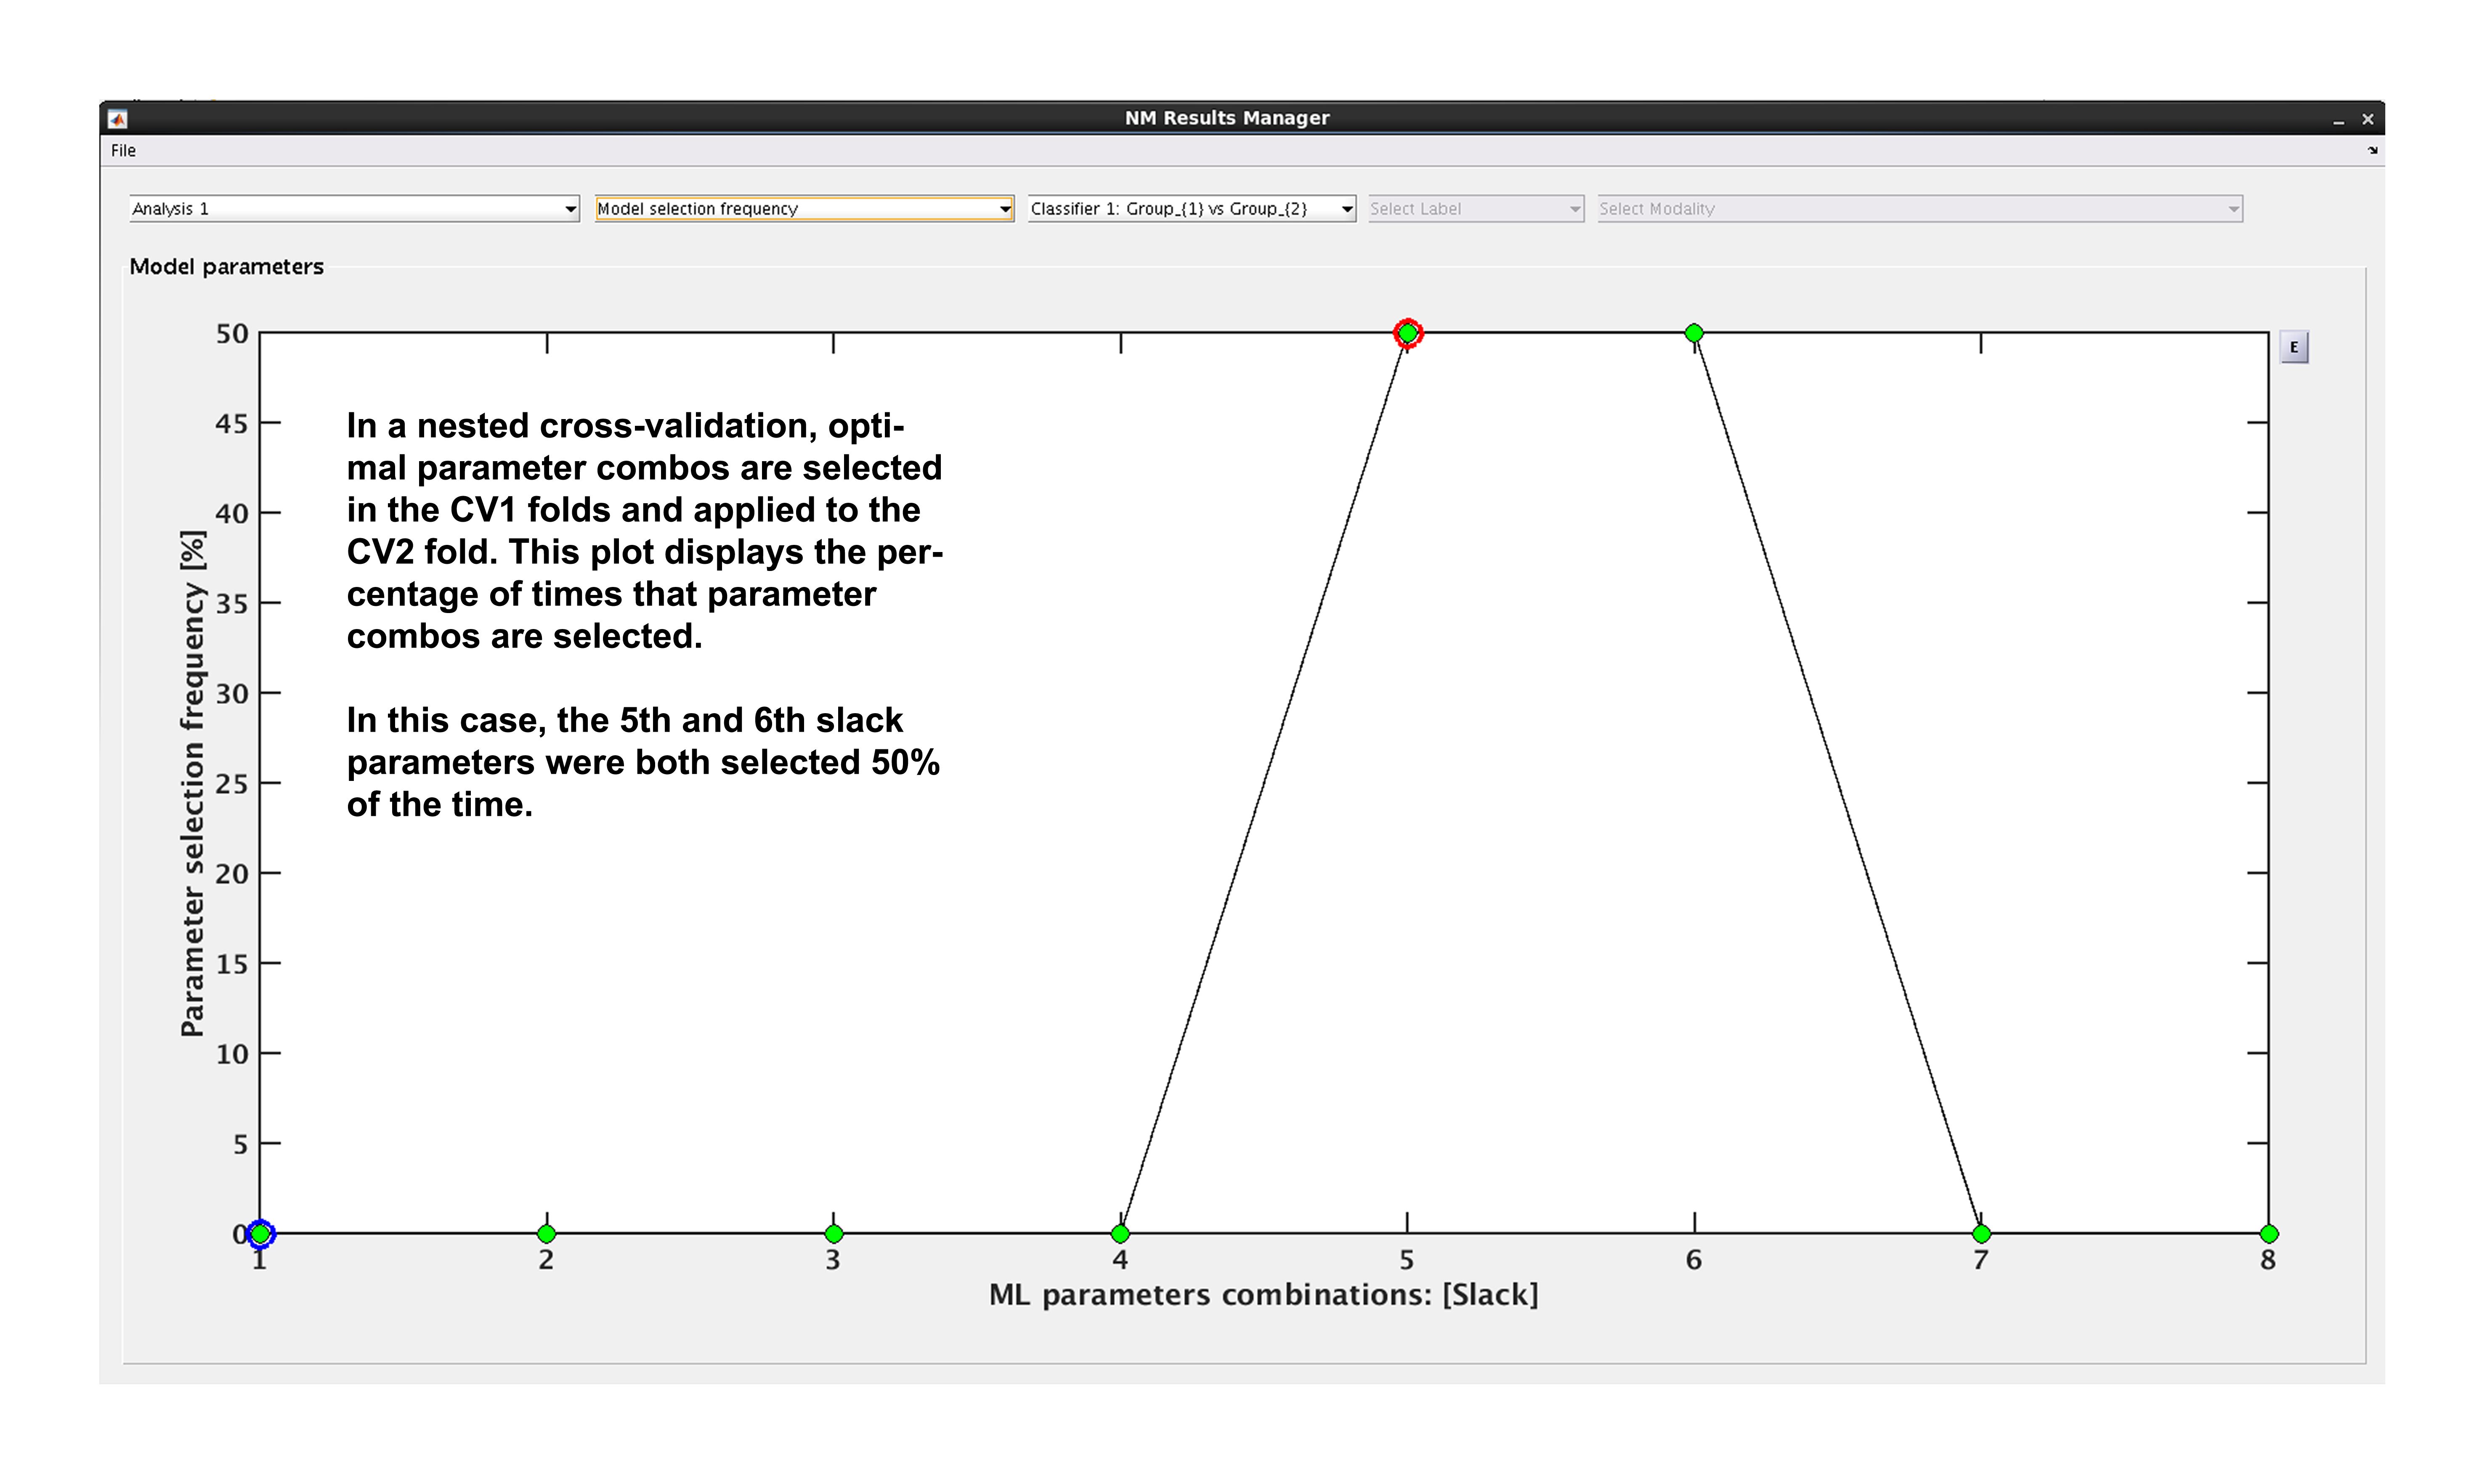 NM Results Manager
File
Analysis 1
Model selection frequency
Classifier 1: Group_{1} vs Group_{2}
Select Label
Select Modality
Model parameters
50
45
40
35
30
25
20
15
10
5
0
Parameter selection frequency [%]
E
In a nested cross-validation, opti-
mal parameter combos are selected
in the CV1 folds and applied to the
CV2 fold. This plot displays the per-
centage of times that parameter
combos are selected.
In this case, the 5th and 6th slack
parameters were both selected 50%
of the time.
1 2 3 4 5 6 7 8
ML parameters combinations: [Slack]